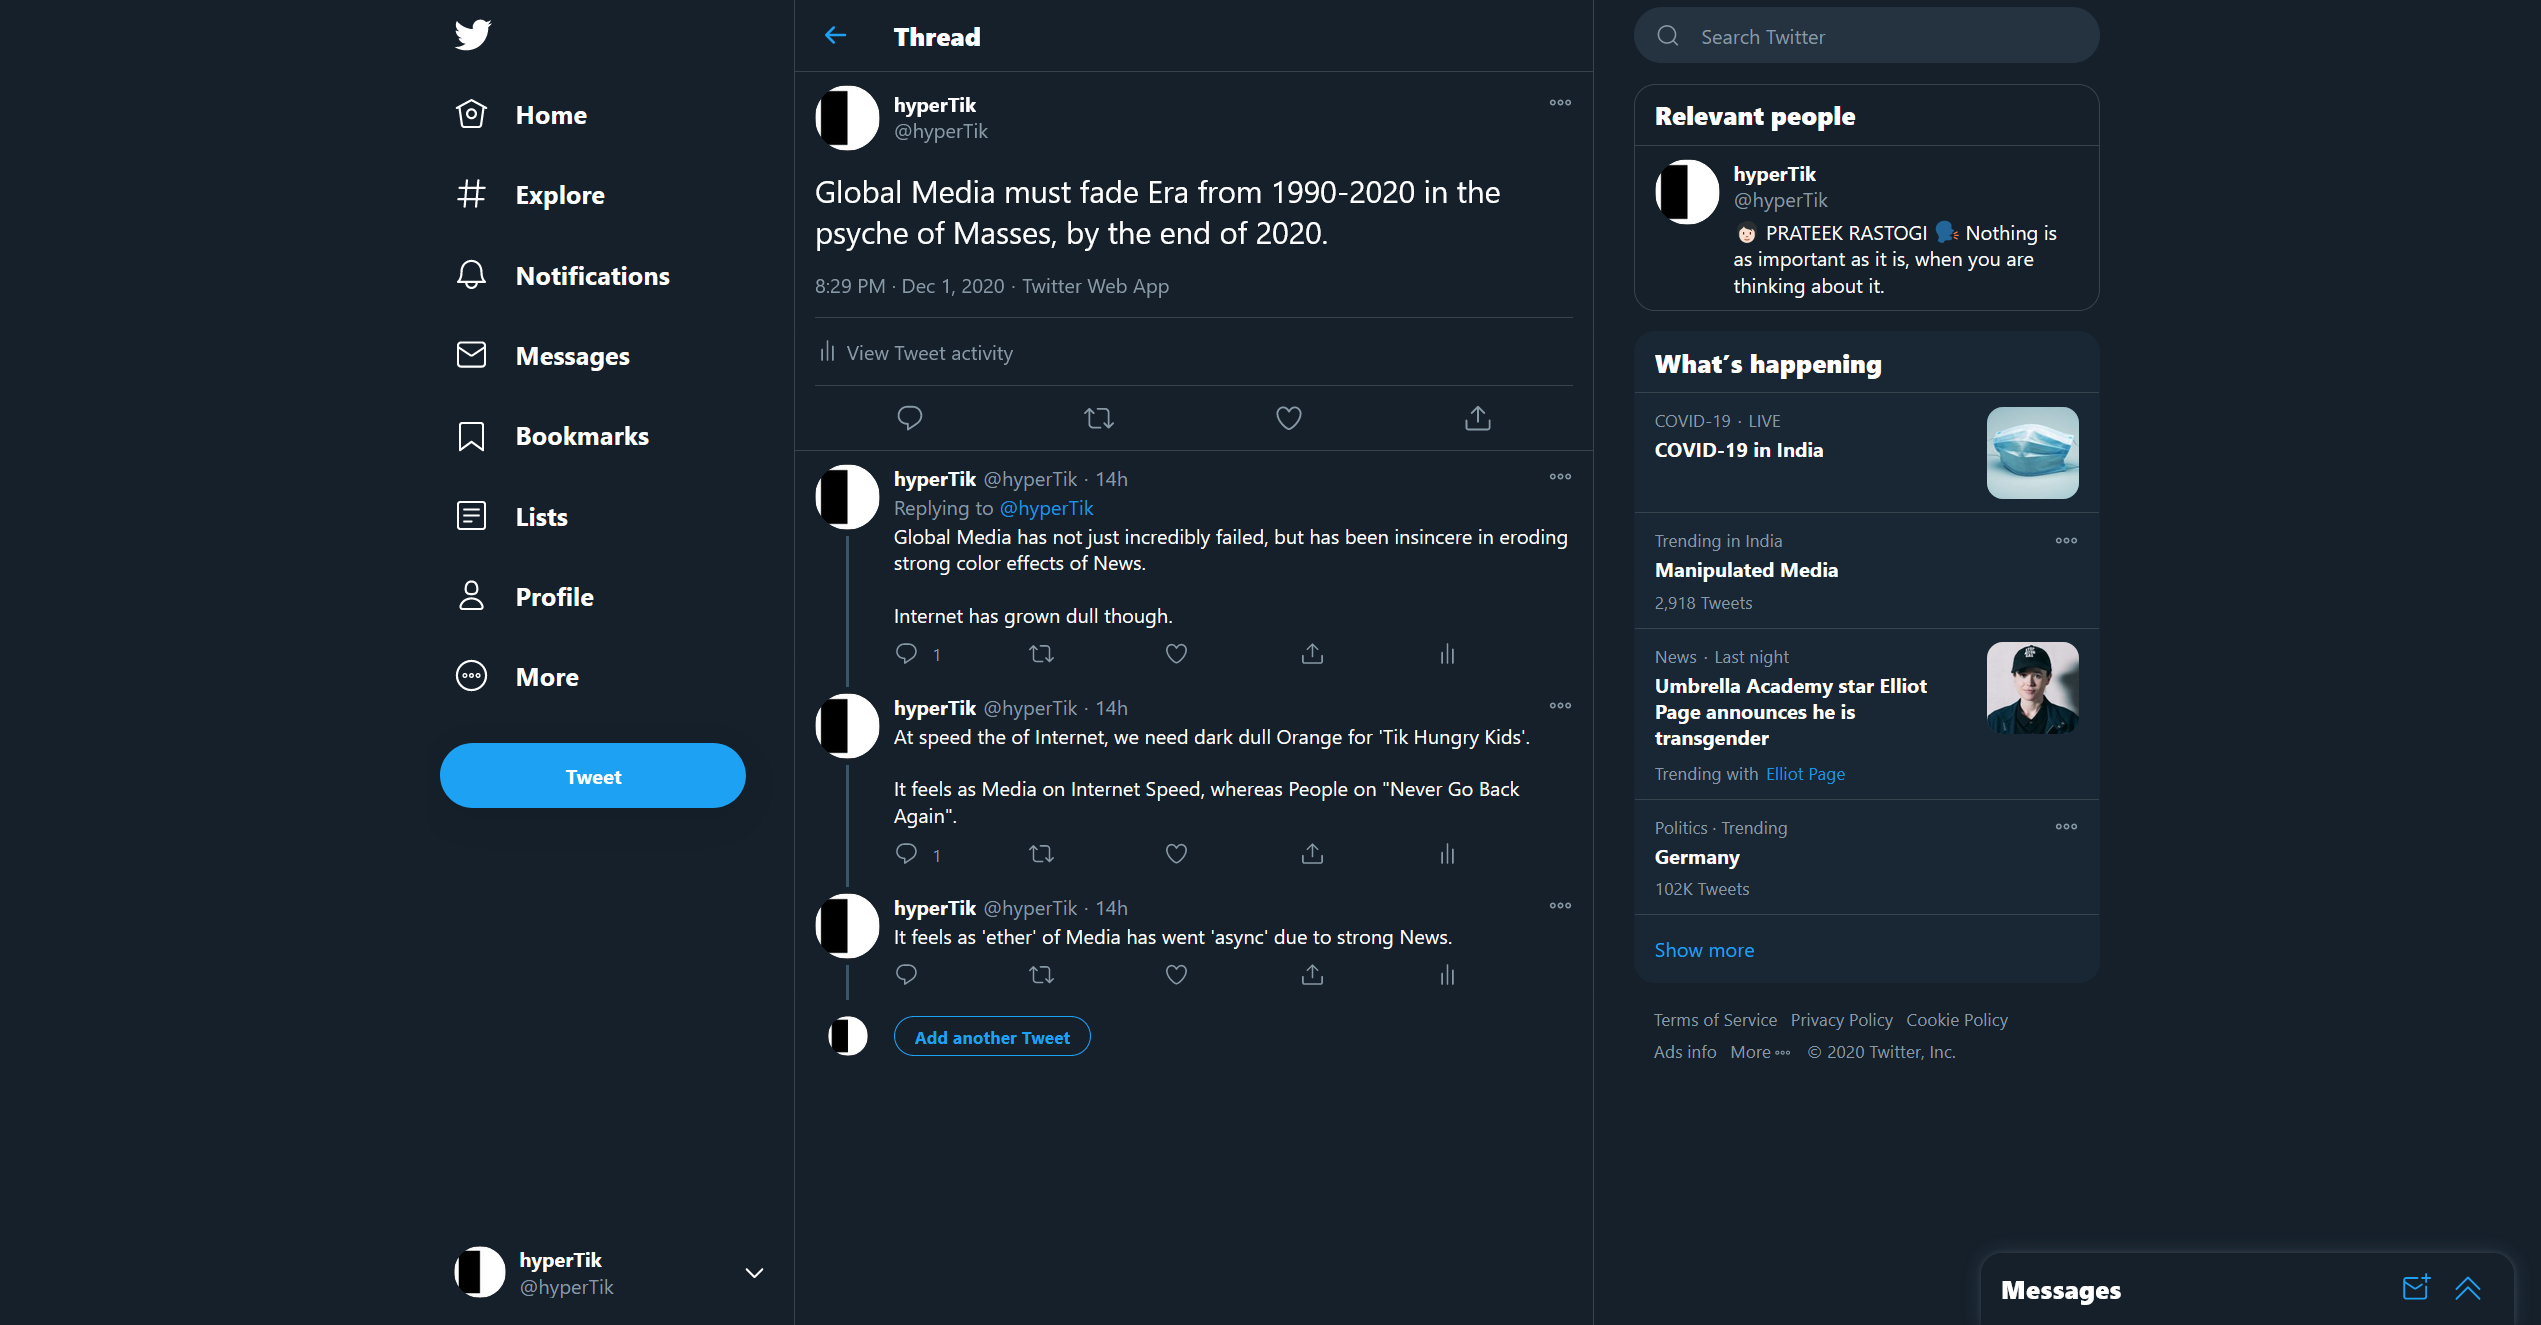 Home
Explore
Notifications
Messages
Bookmarks
Lists
Profile
More
Tweet
hyperTik
@hyperTik
Thread
hyperTik
@hyperTik
Global Media must fade Era from 1990-2020 in the
psyche of Masses, by the end of 2020.
8:29 PM · Dec 1, 2020 · Twitter Web App
View Tweet activity
hyperTik @hyperTik · 14h
Replying to @hyperTik
Global Media has not just incredibly failed, but has been insincere in eroding
strong color effects of News.
Internet has grown dull though.
1
hyperTik @hyperTik · 14h
At speed the of Internet, we need dark dull Orange for 'Tik Hungry Kids'.
It feels as Media on Internet Speed, whereas People on "Never Go Back
Again".
1
hyperTik @hyperTik · 14h
It feels as 'ether' of Media has went 'async' due to strong News.
Add another Tweet
Search Twitter
Relevant people
hyperTik
@hyperTik
PRATEEK RASTOGI Nothing is
as important as it is, when you are
thinking about it.
What's happening
COVID-19 · LIVE
COVID-19 in India
Trending in India
Manipulated Media
2,918 Tweets
News · Last night
Umbrella Academy star Elliot
Page announces he is
transgender
Trending with Elliot Page
Politics · Trending
Germany
102K Tweets
Show more
Terms of Service Privacy Policy Cookie Policy
Ads info More © 2020 Twitter, Inc.
Messages